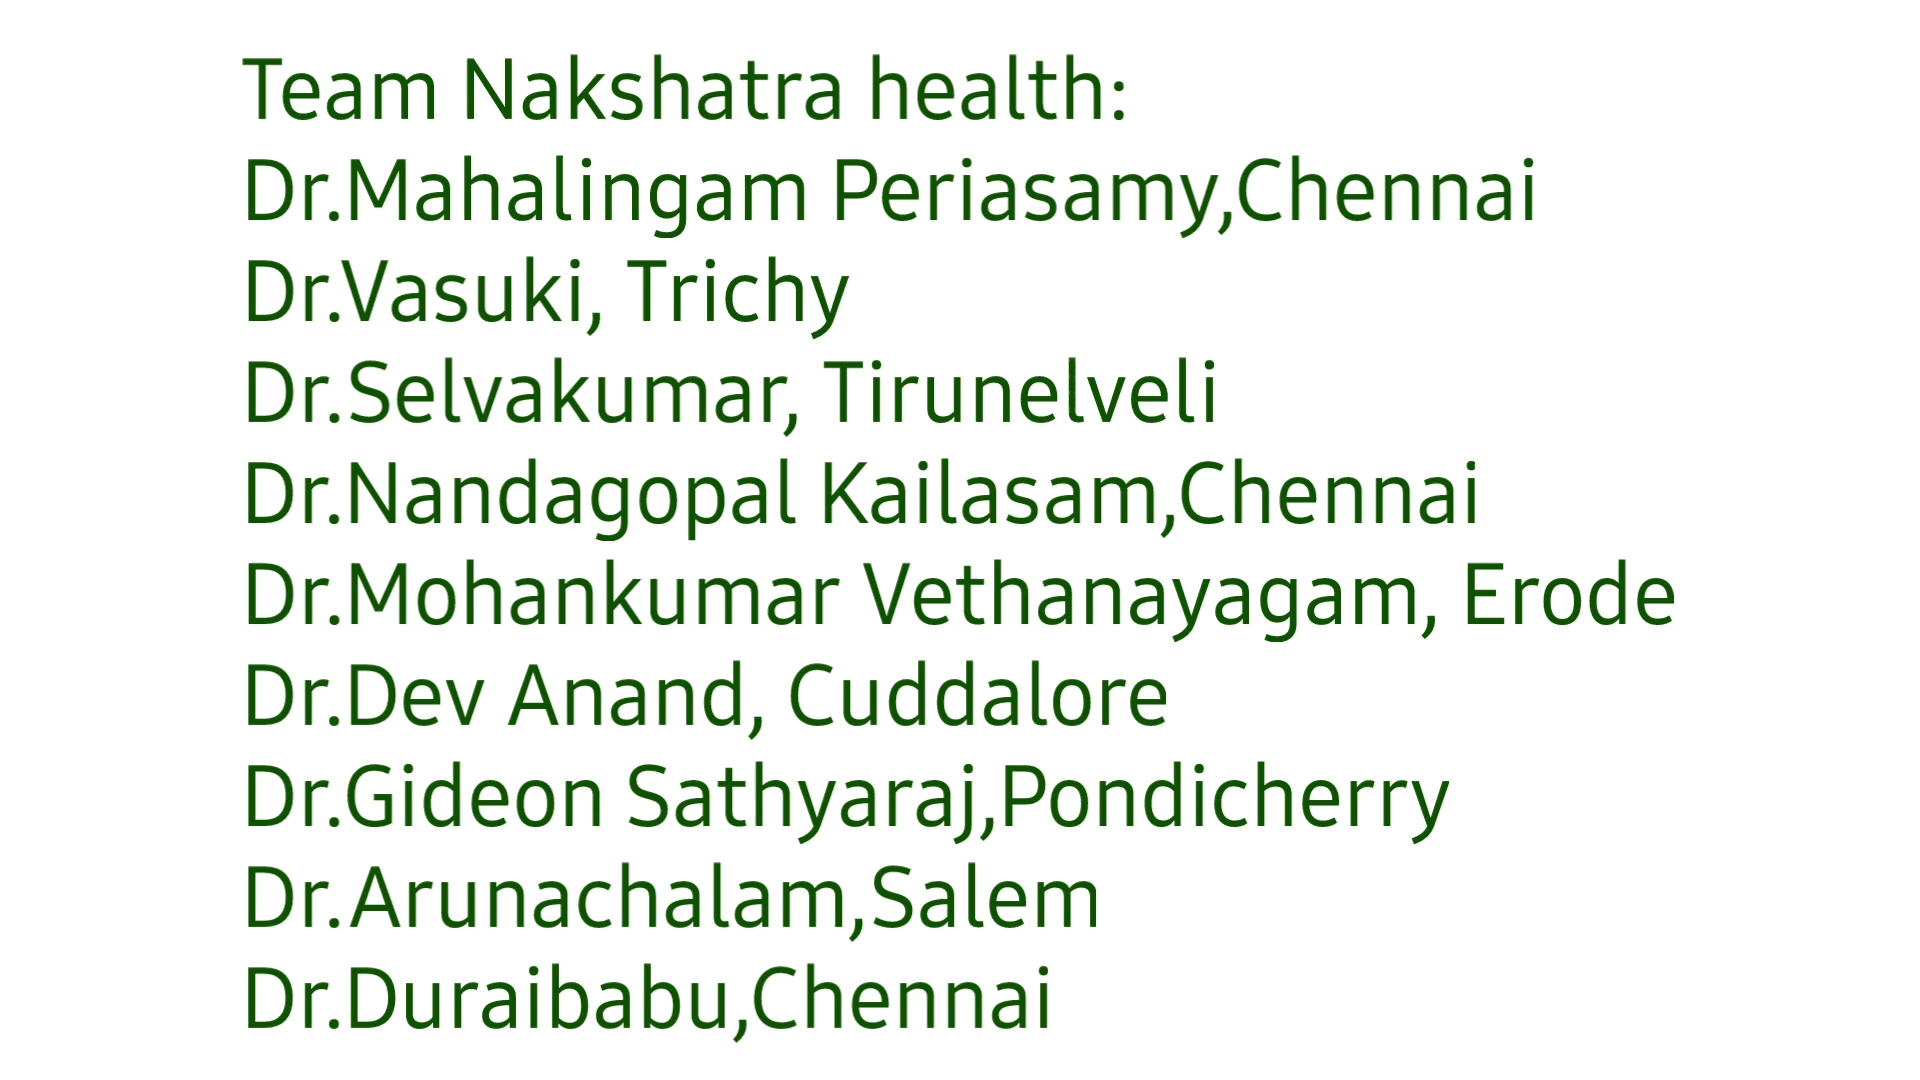 Team Nakshatra health:
Dr.Mahalingam Periasamy,Chennai
Dr.Vasuki, Trichy
Dr.Selvakumar, Tirunelveli
Dr.Nandagopal Kailasam,Chennai
Dr.Mohankumar Vethanayagam, Erode
Dr.Dev Anand, Cuddalore
Dr.Gideon Sathyaraj,Pondicherry
Dr.Arunachalam,Salem
Dr.Duraibabu,Chennai